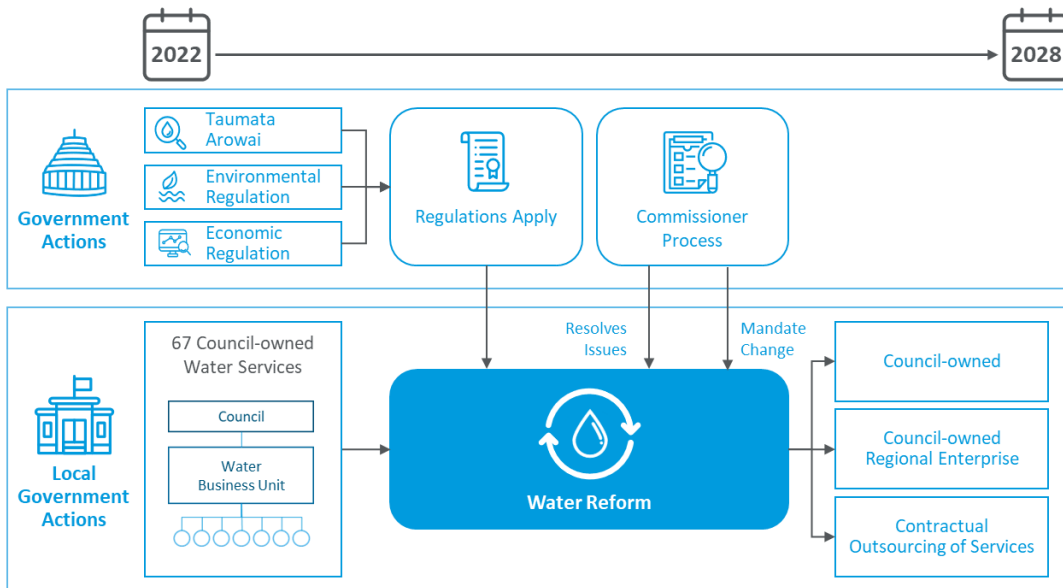 2022
2028
Government
Actions
Taumata
Arowai
Environmental
Regulation
Economic
Regulation
Regulations Apply
Commissioner
Process
Resolves
Issues
Mandate
Change
Local
Government
Actions
67 Council-owned
Water Services
Council
Water
Business Unit
Water Reform
Council-owned
Council-owned
Regional Enterprise
Contractual
Outsourcing of Services